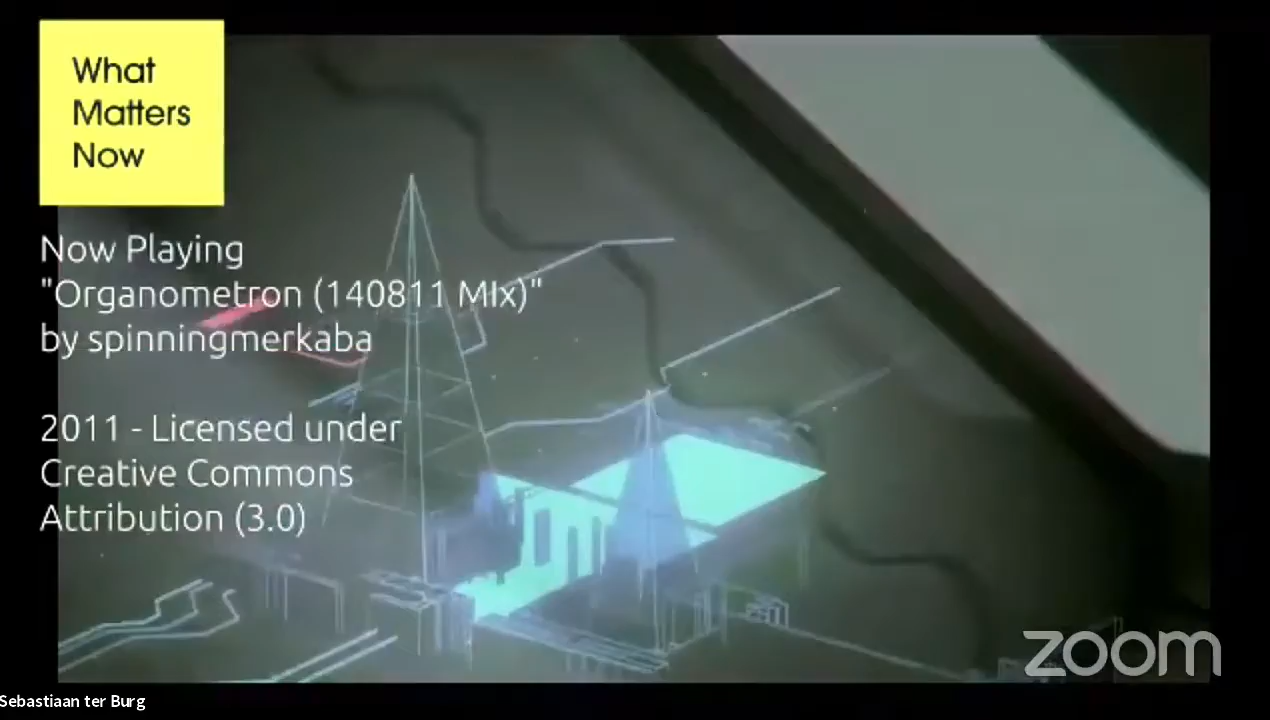 What
Matters
Now
Now Playing
"Organometron (140811 MIx)"
by spinningmerkaba
2011 - Licensed under
Creative Commons
Attribution (3.0)
zoom
Sebastiaan ter Burg